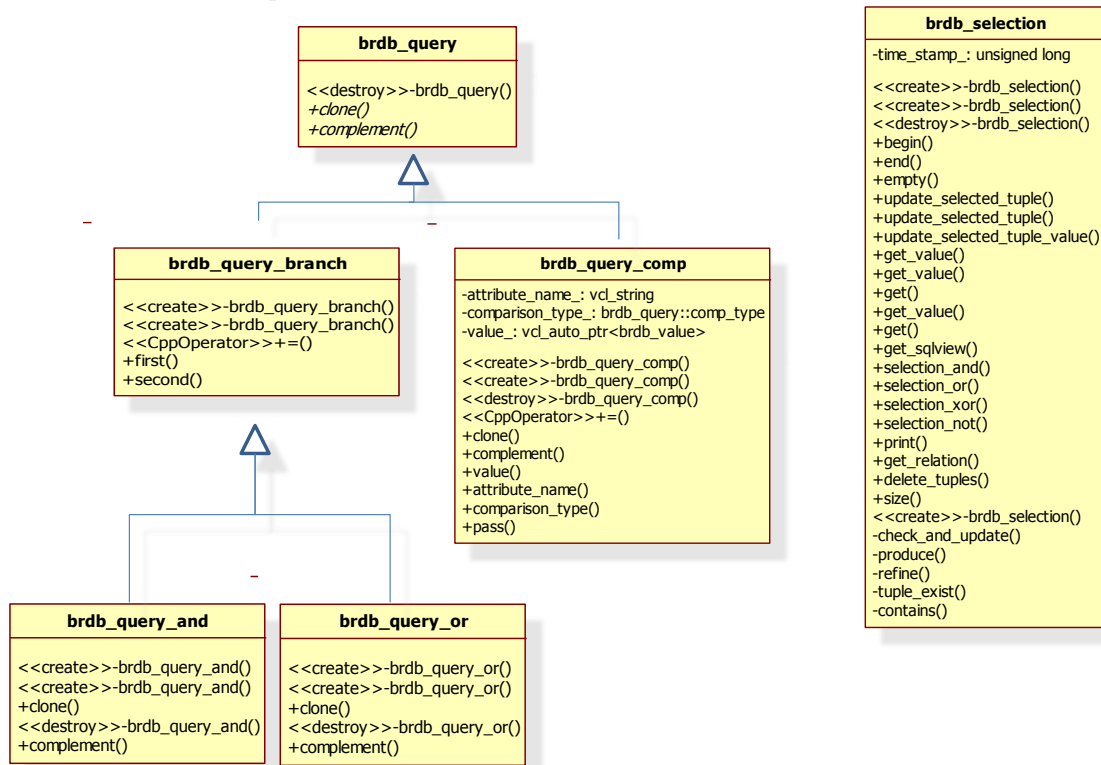 brdb_query
<<destroy>>-brdb_query()
+clone()
+complement()
brdb_query_branch
<<create>>-brdb_query_branch()
<<create>>-brdb_query_branch()
<<CppOperator>>+=()
+first()
+second()
brdb_query_comp
-attribute_name_: vcl_string
-comparison_type_: brdb_query::comp_type
-value_: vcl_auto_ptr<brdb_value>
<<create>>-brdb_query_comp()
<<create>>-brdb_query_comp()
<<destroy>>-brdb_query_comp()
<<CppOperator>>+=()
+clone()
+complement()
+value()
+attribute_name()
+comparison_type()
+pass()
brdb_query_and
<<create>>-brdb_query_and()
<<create>>-brdb_query_and()
+clone()
<<destroy>>-brdb_query_and()
+complement()
brdb_query_or
<<create>>-brdb_query_or()
<<create>>-brdb_query_or()
+clone()
<<destroy>>-brdb_query_or()
+complement()
brdb_selection
-time_stamp_: unsigned long
<<create>>-brdb_selection()
<<create>>-brdb_selection()
<<destroy>>-brdb_selection()
+begin()
+end()
+empty()
+update_selected_tuple()
+update_selected_tuple()
+update_selected_tuple_value()
+get_value()
+get_value()
+get()
+get_value()
+get()
+get_sqlview()
+selection_and()
+selection_or()
+selection_xor()
+selection_not()
+print()
+get_relation()
+delete_tuples()
+size()
<<create>>-brdb_selection()
-check_and_update()
-produce()
-refine()
-tuple_exist()
-contains()